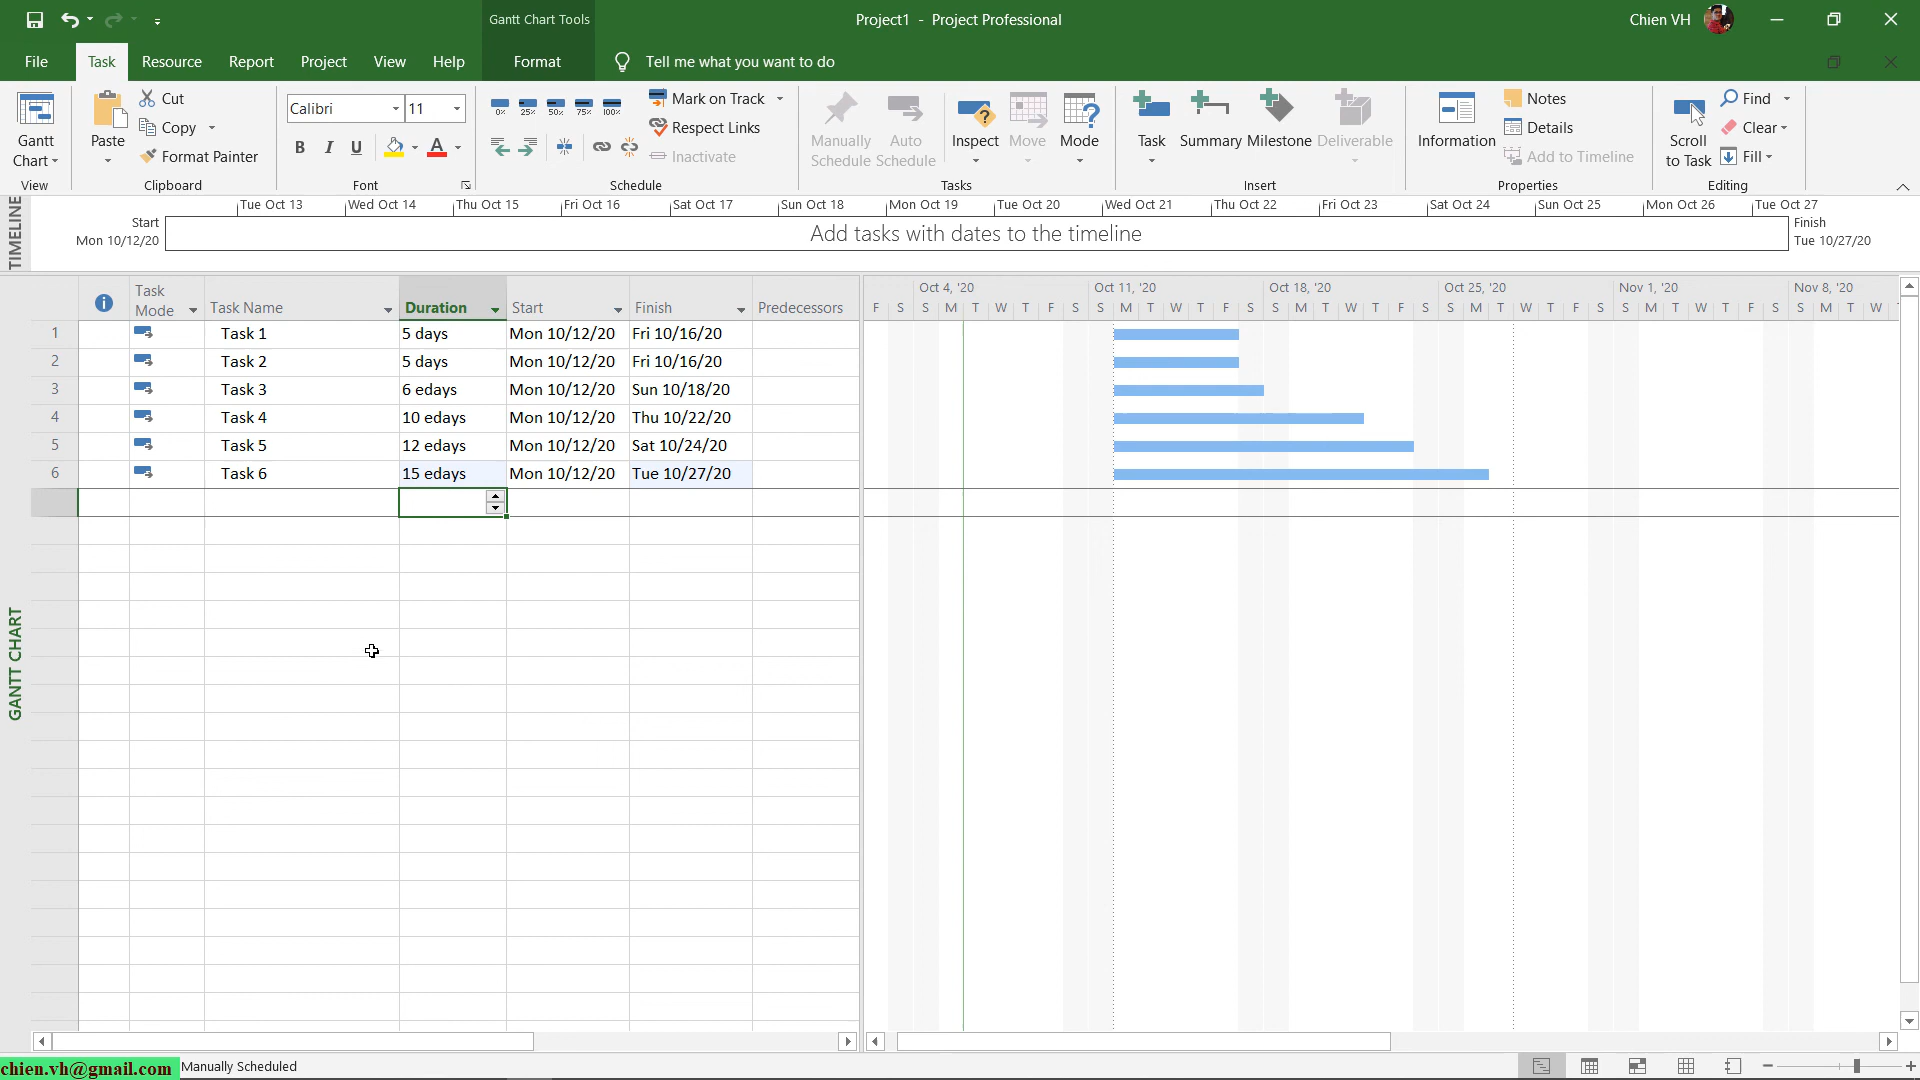 Gantt Chart Tools
Project1 - Project Professional
Chien VH
File
Task
Resource
Report
Project
View
Help
Format
Tell me what you want to do
Gantt
Chart
View
Paste
Cut
Copy
Format Painter
Clipboard
Calibri
11
B I U A
Font
0% 25% 50% 75% 100%
Mark on Track
Respect Links
Inactivate
Schedule
Manually
Schedule
Auto
Schedule
Inspect
Move
Mode
Tasks
Task
Summary
Milestone
Deliverable
Insert
Information
Notes
Details
Add to Timeline
Properties
Scroll
to Task
Find
Clear
Fill
Editing
TIMELINE
Tue Oct 13 Wed Oct 14 Thu Oct 15 Fri Oct 16 Sat Oct 17 Sun Oct 18 Mon Oct 19 Tue Oct 20 Wed Oct 21 Thu Oct 22 Fri Oct 23 Sat Oct 24 Sun Oct 25 Mon Oct 26 Tue Oct 27
Start
Mon 10/12/20
Add tasks with dates to the timeline
Finish
Tue 10/27/20
GANTT CHART
Task
Mode
Task Name
Duration
Start
Finish
Predecessors
1 Task 1 5 days Mon 10/12/20 Fri 10/16/20
2 Task 2 5 days Mon 10/12/20 Fri 10/16/20
3 Task 3 6 edays Mon 10/12/20 Sun 10/18/20
4 Task 4 10 edays Mon 10/12/20 Thu 10/22/20
5 Task 5 12 edays Mon 10/12/20 Sat 10/24/20
6 Task 6 15 edays Mon 10/12/20 Tue 10/27/20
Oct 4, '20 Oct 11, '20 Oct 18, '20 Oct 25, '20 Nov 1, '20 Nov 8, '20
F S S M T W T F S S M T W T F S S M T W T F S S M T W T F S S M T W T F S S M T W
chien.vh@gmail.com
Manually Scheduled